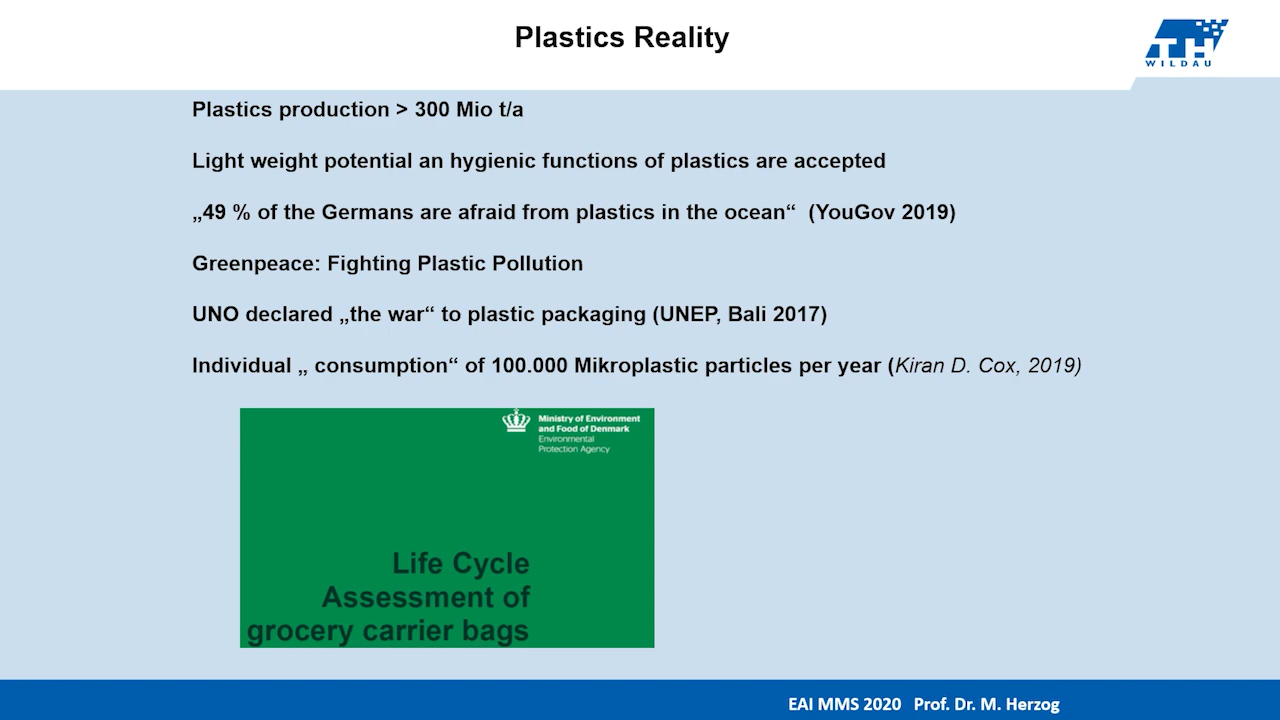 Plastics Reality
TH
WILDAU
Plastics production > 300 Mio t/a
Light weight potential an hygienic functions of plastics are accepted
„49 % of the Germans are afraid from plastics in the ocean“ (YouGov 2019)
Greenpeace: Fighting Plastic Pollution
UNO declared „the war“ to plastic packaging (UNEP, Bali 2017)
Individual „ consumption“ of 100.000 Mikroplastic particles per year (Kiran D. Cox, 2019)
Ministry of Environment
and Food of Denmark
Environmental
Protection Agency
Life Cycle
Assessment of
grocery carrier bags
EAI MMS 2020 Prof. Dr. M. Herzog